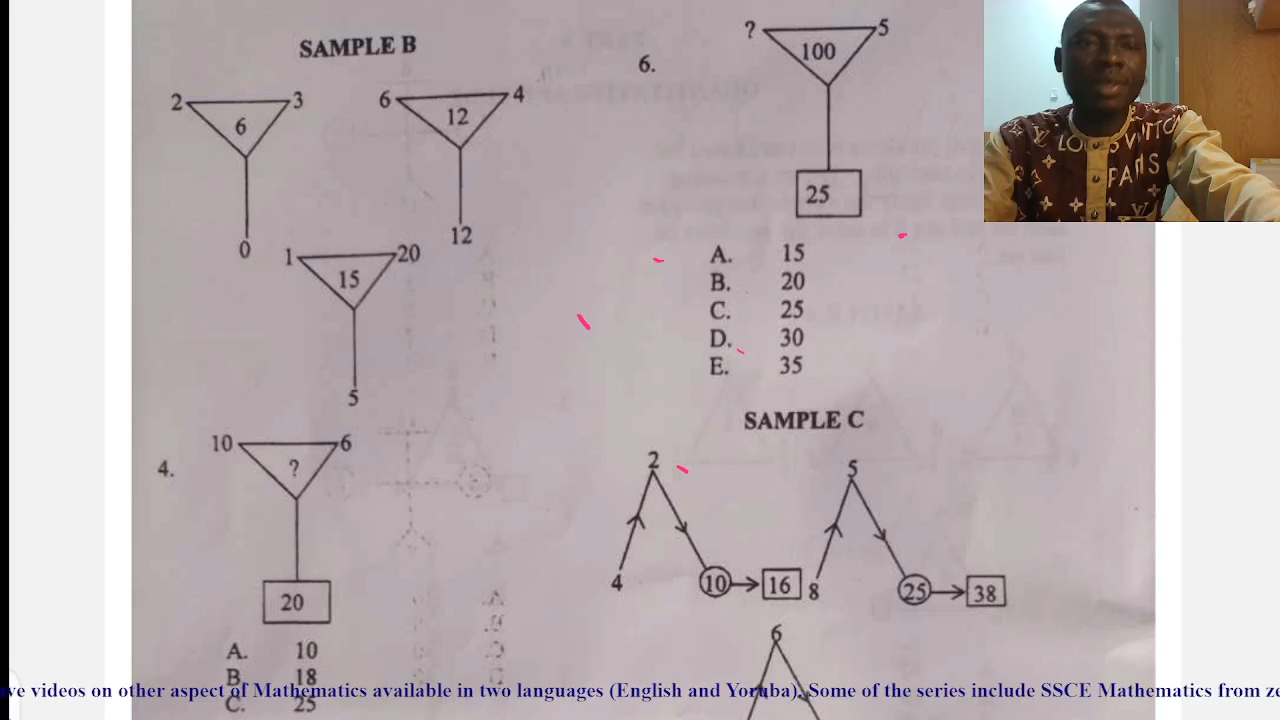 SAMPLE B
2 3
6
0
6 4
12
12
1 20
15
5
4.
10 6
?
20
A. 10
B. 18
C. 25
6.
? 5
100
25
A. 15
B. 20
C. 25
D. 30
E. 35
SAMPLE C
2
4 10 16
5
8 25 38
6
LOUIS VUITTON
PARIS
ve videos on other aspect of Mathematics available in two languages (English and Yoruba). Some of the series include SSCE Mathematics from ze